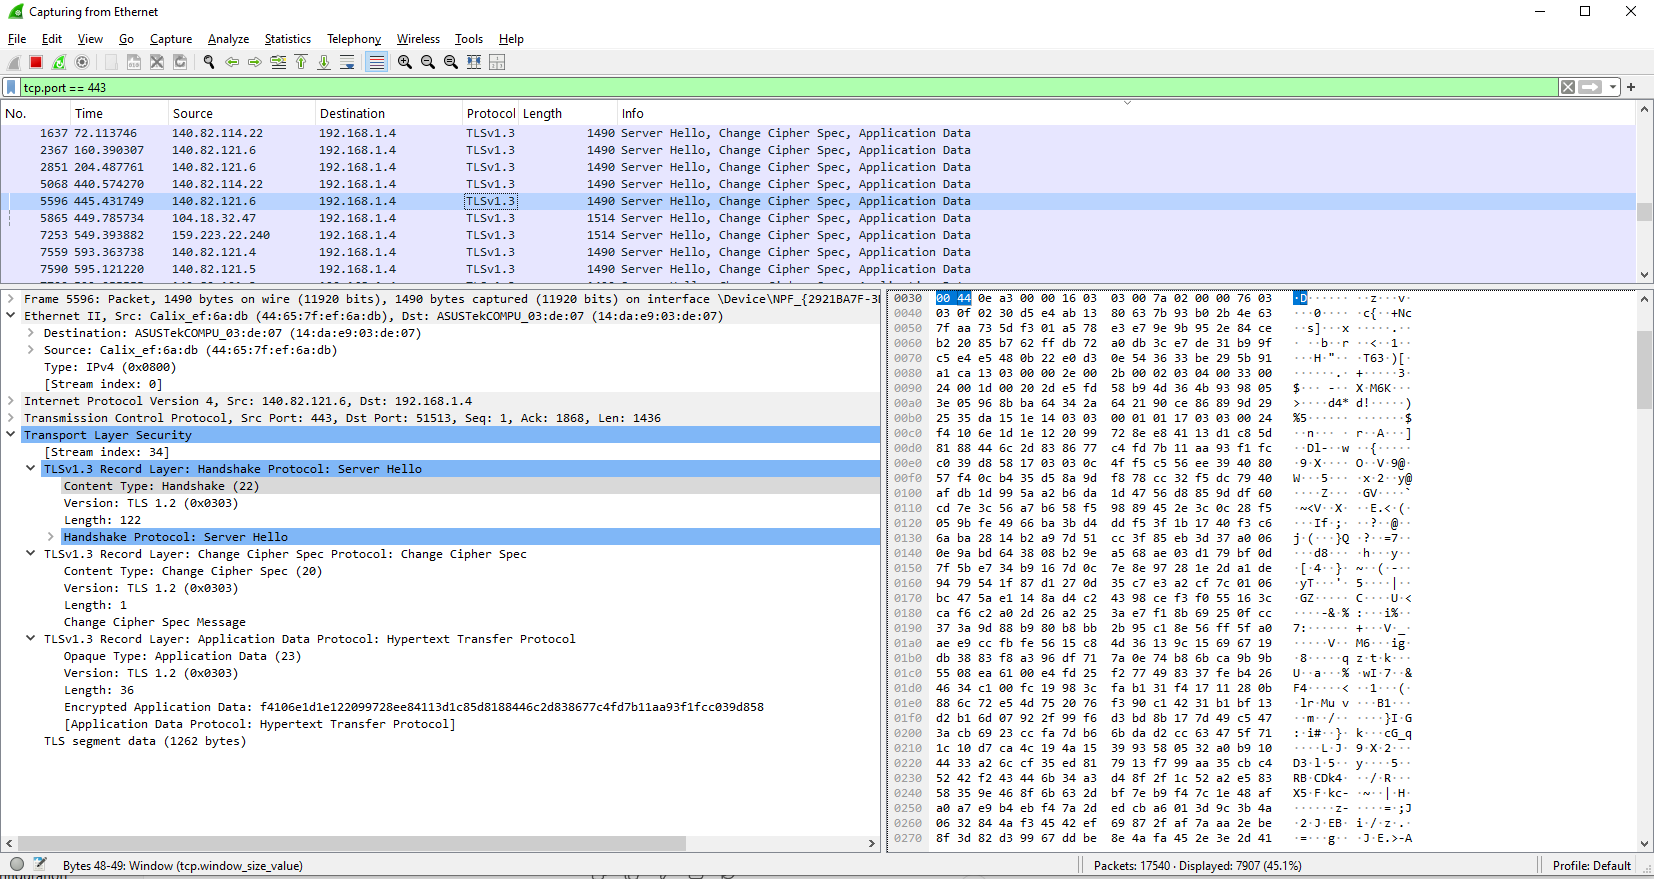 Capturing from Ethernet
File Edit View Go Capture Analyze Statistics Telephony Wireless Tools Help
tcp.port == 443
No. Time Source Destination Protocol Length Info
1637 72.113746 140.82.114.22 192.168.1.4 TLSv1.3 1490 Server Hello, Change Cipher Spec, Application Data
2367 160.390307 140.82.121.6 192.168.1.4 TLSv1.3 1490 Server Hello, Change Cipher Spec, Application Data
2851 204.487761 140.82.121.6 192.168.1.4 TLSv1.3 1490 Server Hello, Change Cipher Spec, Application Data
5068 440.574270 140.82.114.22 192.168.1.4 TLSv1.3 1490 Server Hello, Change Cipher Spec, Application Data
5596 445.431749 140.82.121.6 192.168.1.4 TLSv1.3 1490 Server Hello, Change Cipher Spec, Application Data
5865 449.785734 104.18.32.47 192.168.1.4 TLSv1.3 1514 Server Hello, Change Cipher Spec, Application Data
7253 549.393882 159.223.22.240 192.168.1.4 TLSv1.3 1514 Server Hello, Change Cipher Spec, Application Data
7559 593.363738 140.82.121.4 192.168.1.4 TLSv1.3 1490 Server Hello, Change Cipher Spec, Application Data
7590 595.121220 140.82.121.5 192.168.1.4 TLSv1.3 1490 Server Hello, Change Cipher Spec, Application Data
Frame 5596: Packet, 1490 bytes on wire (11920 bits), 1490 bytes captured (11920 bits) on interface \Device\NPF_{2921BA7F-3
Ethernet II, Src: Calix_ef:6a:db (44:65:7f:ef:6a:db), Dst: ASUSTekCOMPU_03:de:07 (14:da:e9:03:de:07)
Destination: ASUSTekCOMPU_03:de:07 (14:da:e9:03:de:07)
Source: Calix_ef:6a:db (44:65:7f:ef:6a:db)
Type: IPv4 (0x0800)
[Stream index: 0]
Internet Protocol Version 4, Src: 140.82.121.6, Dst: 192.168.1.4
Transmission Control Protocol, Src Port: 443, Dst Port: 51513, Seq: 1, Ack: 1868, Len: 1436
Transport Layer Security
[Stream index: 34]
TLSv1.3 Record Layer: Handshake Protocol: Server Hello
Content Type: Handshake (22)
Version: TLS 1.2 (0x0303)
Length: 122
Handshake Protocol: Server Hello
TLSv1.3 Record Layer: Change Cipher Spec Protocol: Change Cipher Spec
Content Type: Change Cipher Spec (20)
Version: TLS 1.2 (0x0303)
Length: 1
Change Cipher Spec Message
TLSv1.3 Record Layer: Application Data Protocol: Hypertext Transfer Protocol
Opaque Type: Application Data (23)
Version: TLS 1.2 (0x0303)
Length: 36
Encrypted Application Data: f4106e1d1e122099728ee84113d1c85d8188446c2d838677c4fd7b11aa93f1fcc039d858
[Application Data Protocol: Hypertext Transfer Protocol]
TLS segment data (1262 bytes)
0030 00 44 0e a3 00 00 16 03 03 00 7a 02 00 00 76 03
0040 03 0f 02 30 d5 e4 ab 13 80 63 7b 93 b0 2b 4e 63
0050 7f aa 73 5d f3 01 a5 78 e3 e7 9e 9b 95 2e 84 ce
0060 b2 20 85 b7 62 ff db 72 a0 db 3c e7 de 31 b9 9f
0070 c5 e4 e5 48 0b 22 e0 d3 0e 54 36 33 be 29 5b 91
0080 a1 ca 13 03 00 00 2e 00 2b 00 02 03 04 00 33 00
0090 24 00 1d 00 20 2d e5 fd 58 b9 4d 36 4b 93 98 05
00a0 3e 05 96 8b ba 64 34 2a 64 21 90 ce 86 89 9d 29
00b0 25 35 da 15 1e 14 03 03 00 01 01 17 03 03 00 24
00c0 f4 10 6e 1d 1e 12 20 99 72 8e e8 41 13 d1 c8 5d
00d0 81 88 44 6c 2d 83 86 77 c4 fd 7b 11 aa 93 f1 fc
00e0 c0 39 d8 58 17 03 03 0c 4f f5 c5 56 ee 39 40 80
00f0 57 f4 0c b4 35 d5 8a 9d f8 78 cc 32 f5 dc 79 40
0100 af db 1d 99 5a a2 b6 da 1d 47 56 d8 85 9d df 60
0110 cd 7e 3c 56 a7 b6 58 f5 98 89 45 2e 3c 0c 28 f5
0120 05 9b fe 49 66 ba 3b d4 dd f5 3f 1b 17 40 f3 c6
0130 6a ba 28 14 b2 a9 7d 51 cc 3f 85 eb 3d 37 a0 06
0140 0e 9a bd 64 38 08 b2 9e a5 68 ae 03 d1 79 bf 0d
0150 7f 5b e7 34 b9 16 7d 0c 7e 8e 97 28 1e 2d a1 de
0160 94 79 54 1f 87 d1 27 0d 35 c7 e3 a2 cf 7c 01 06
0170 bc 47 5a e1 14 8a d4 c2 43 98 ce f3 f0 55 16 3c
0180 ca f6 c2 a0 2d 26 a2 25 3a e7 f1 8b 69 25 0f cc
0190 37 3a 9d 88 b9 80 b8 bb 2b 95 c1 8e 56 ff 5f a0
01a0 ae e9 cc fb fe 56 15 c8 4d 36 13 9c 15 69 67 19
01b0 db 38 83 f8 a3 96 df 71 7a 0e 74 b8 6b ca 9b 9b
01c0 55 08 ea 61 00 e4 fd 25 f2 77 49 83 37 fe b4 26
01d0 46 34 c1 00 fc 19 98 3c fa b1 31 f4 17 11 28 0b
01e0 88 6c 72 e5 4d 75 20 76 f3 90 c1 42 31 b1 bf 13
01f0 d2 b1 6d 07 92 2f 99 f6 d3 bd 8b 17 7d 49 c5 47
0200 3a cb 69 23 cc fa 7d b6 6b da d2 cc 63 47 5f 71
0210 1c 10 d7 ca 4c 19 4a 15 39 93 58 05 32 a0 b9 10
0220 44 33 a2 6c cf 35 ed 81 79 13 f7 99 aa 35 cb c4
0230 52 42 f2 43 44 6b 34 a3 d4 8f 2f 1c 52 a2 e5 83
0240 58 35 9e 46 8f 6b 63 2d bf 7e b9 f4 7c 1e 48 af
0250 a0 a7 e9 b4 eb f4 7a 2d ed cb a6 01 3d 9c 3b 4a
0260 06 32 84 4a f3 45 42 ef 69 87 2f af 7a aa 2e be
0270 8f 3d 82 d3 99 67 dd be 8e 4a fa 45 2e 3e 2d 41
Bytes 48-49: Window (tcp.window_size_value)
Packets: 17540 · Displayed: 7907 (45.1%)
Profile: Default